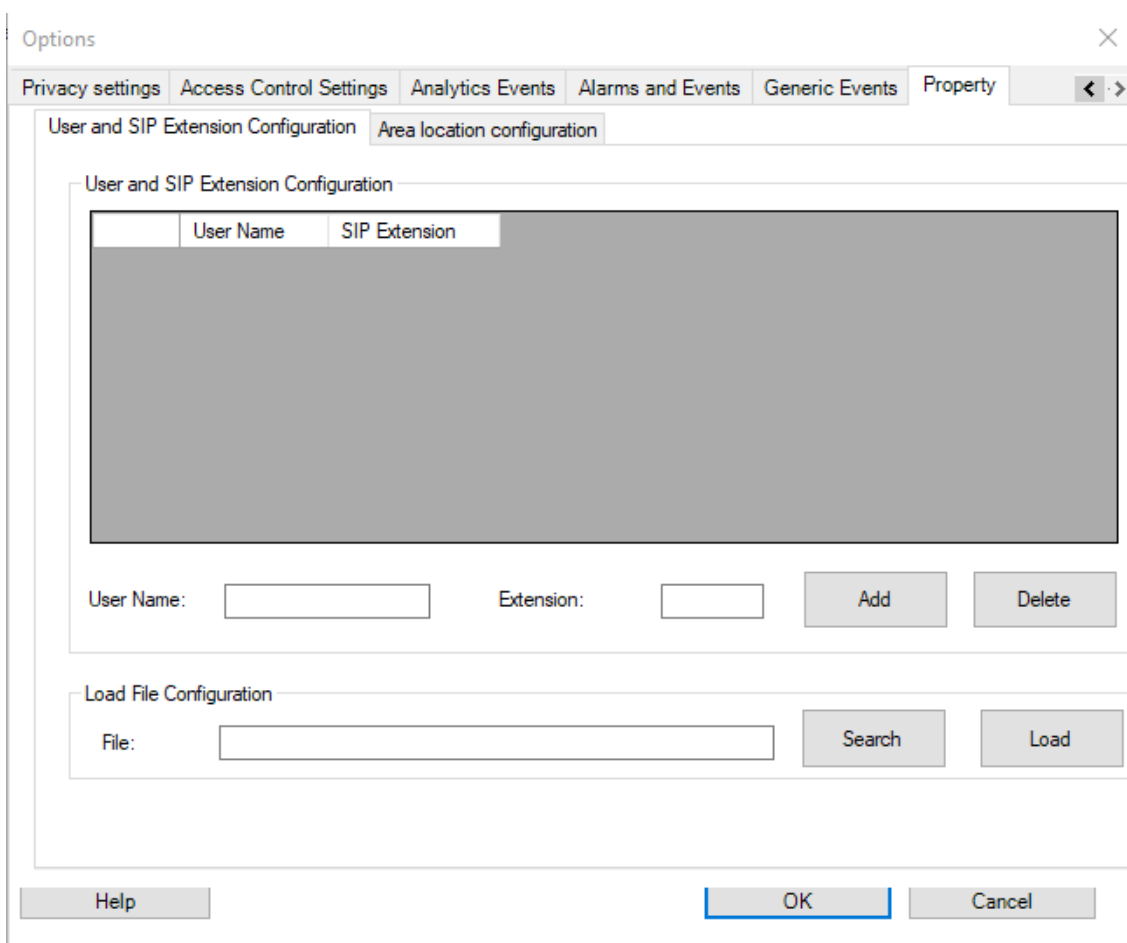 Options
Privacy settings Access Control Settings Analytics Events Alarms and Events Generic Events Property
User and SIP Extension Configuration Area location configuration
User and SIP Extension Configuration
User Name SIP Extension
User Name: Extension: Add Delete
Load File Configuration
File: Search Load
Help OK Cancel